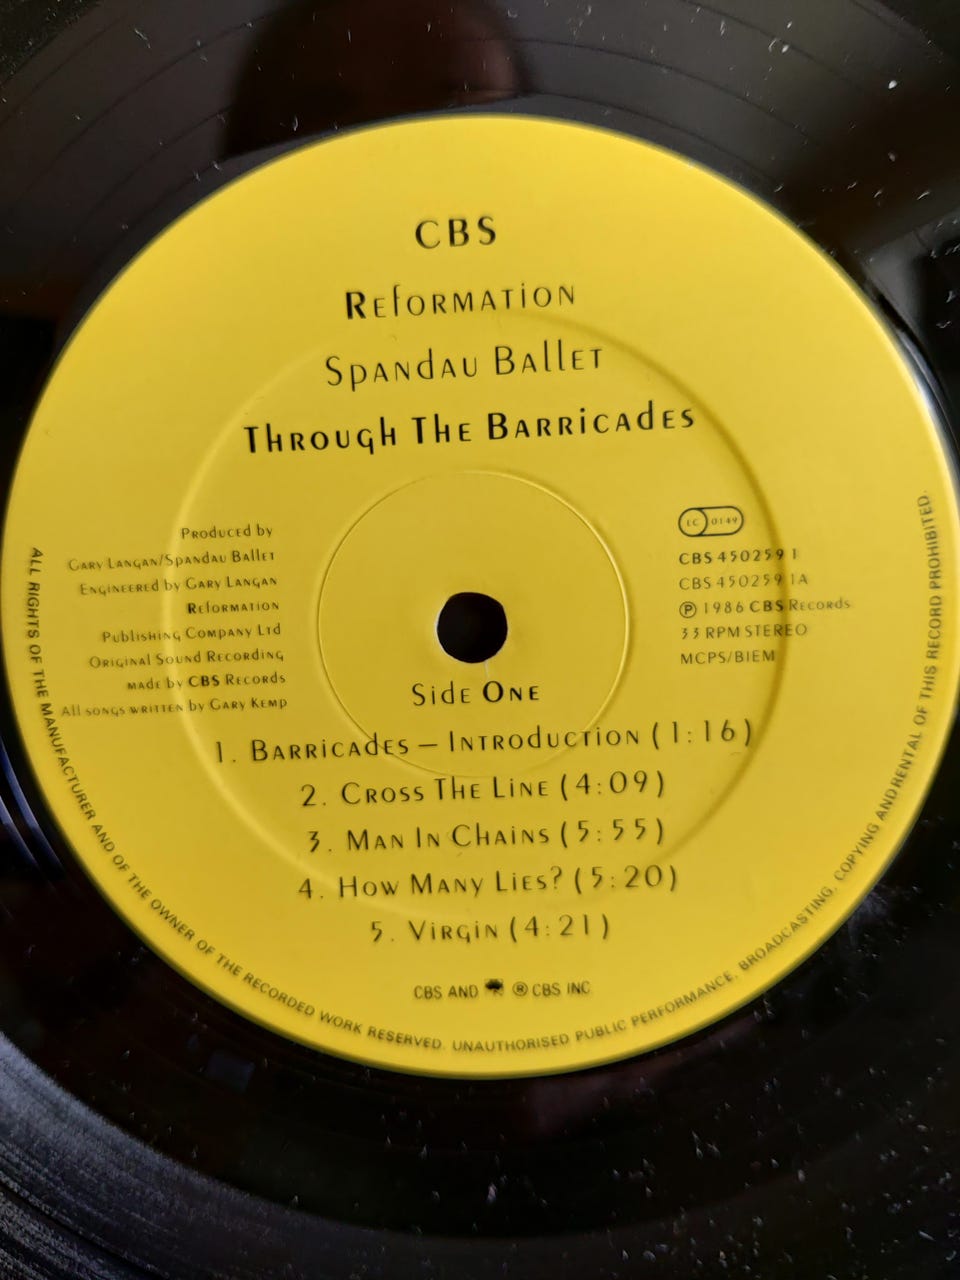 CBS
Reformation
Spandau Ballet
Through The Barricades
Produced by
Gary Langan/Spandau Ballet
Engineered by Gary Langan
Reformation
Publishing Company Ltd
Original Sound Recording
made by CBS Records
All songs written by Gary Kemp
LC 0149
CBS 450259 1
CBS 450259 1A
Ⓟ 1986 CBS Records
33 RPM STEREO
MCPS/BIEM
Side One
1. Barricades – Introduction (1:16)
2. Cross The Line (4:09)
3. Man In Chains (5:55)
4. How Many Lies? (5:20)
5. Virgin (4:21)
CBS AND ® CBS INC.
ALL RIGHTS OF THE MANUFACTURER AND OF THE OWNER OF THE RECORDED WORK RESERVED. UNAUTHORISED PUBLIC PERFORMANCE, BROADCASTING, COPYING AND RENTAL OF THIS RECORD PROHIBITED.